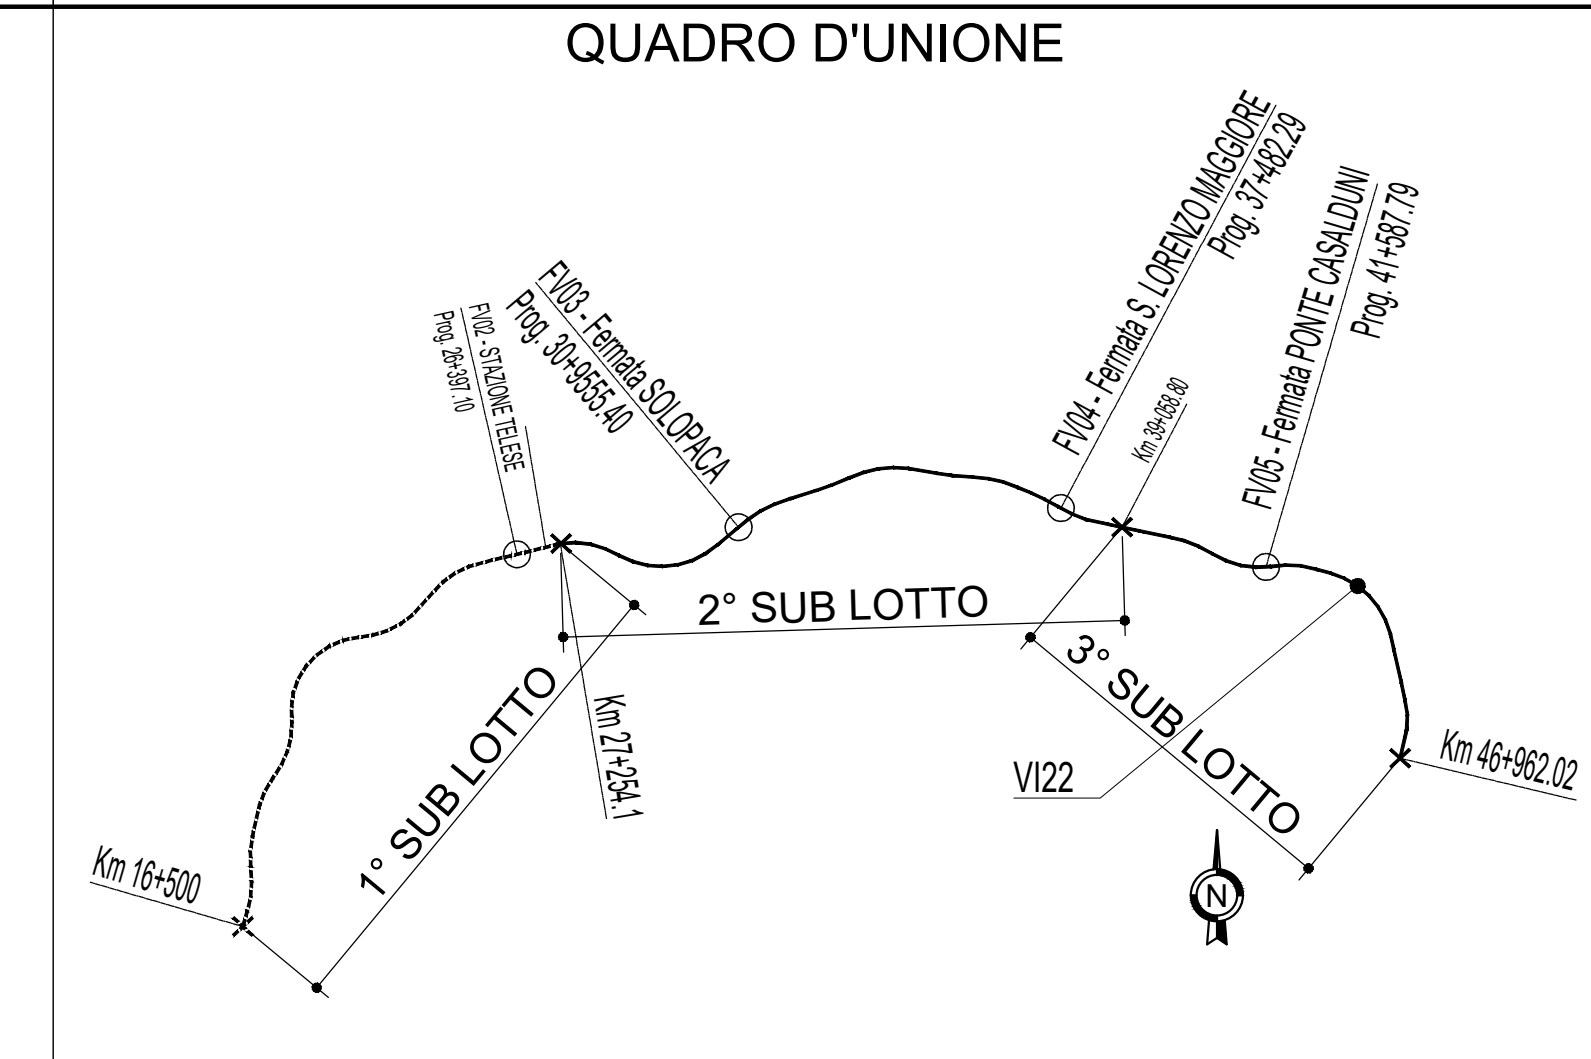 QUADRO D'UNIONE
FV02 - STAZIONE TELESE
Prog. 26+397.10
FV03 - Fermata SOLOPACA
Prog. 30+9555.40
FV04 - Fermata S. LORENZO MAGGIORE
Prog. 37+482.29
Km 39+058.80
FV05 - Fermata PONTE CASALDUNI
Prog. 41+587.79
1° SUB LOTTO
2° SUB LOTTO
3° SUB LOTTO
Km 27+254.1
VI22
Km 46+962.02
Km 16+500
N